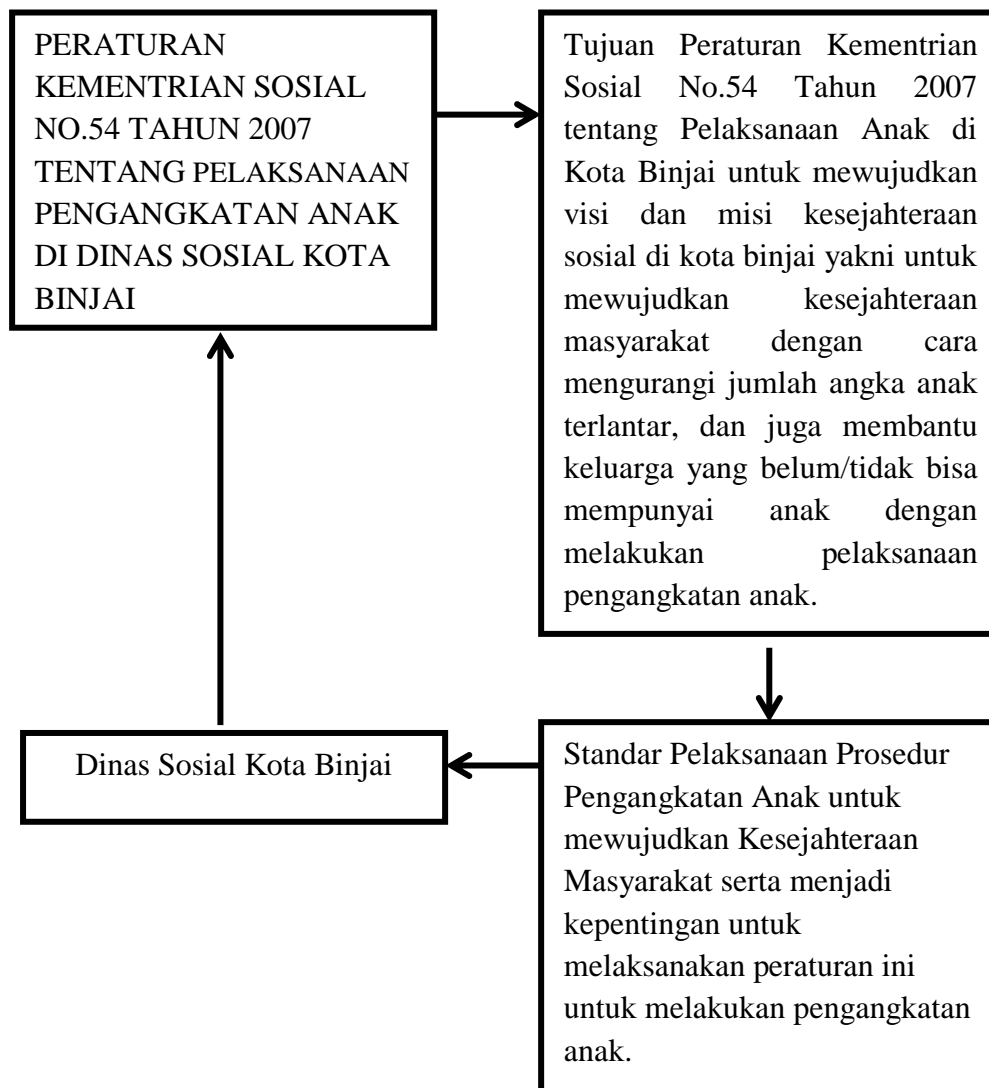 PERATURAN
KEMENTRIAN SOSIAL
NO.54 TAHUN 2007
TENTANG PELAKSANAAN
PENGANGKATAN ANAK
DI DINAS SOSIAL KOTA
BINJAI
Tujuan Peraturan Kementrian
Sosial No.54 Tahun 2007
tentang Pelaksanaan Anak di
Kota Binjai untuk mewujudkan
visi dan misi kesejahteraan
sosial di kota binjai yakni untuk
mewujudkan kesejahteraan
masyarakat dengan cara
mengurangi jumlah angka anak
terlantar, dan juga membantu
keluarga yang belum/tidak bisa
mempunyai anak dengan
melakukan pelaksanaan
pengangkatan anak.
Standar Pelaksanaan Prosedur
Pengangkatan Anak untuk
mewujudkan Kesejahteraan
Masyarakat serta menjadi
kepentingan untuk
melaksanakan peraturan ini
untuk melakukan pengangkatan
anak.
Dinas Sosial Kota Binjai